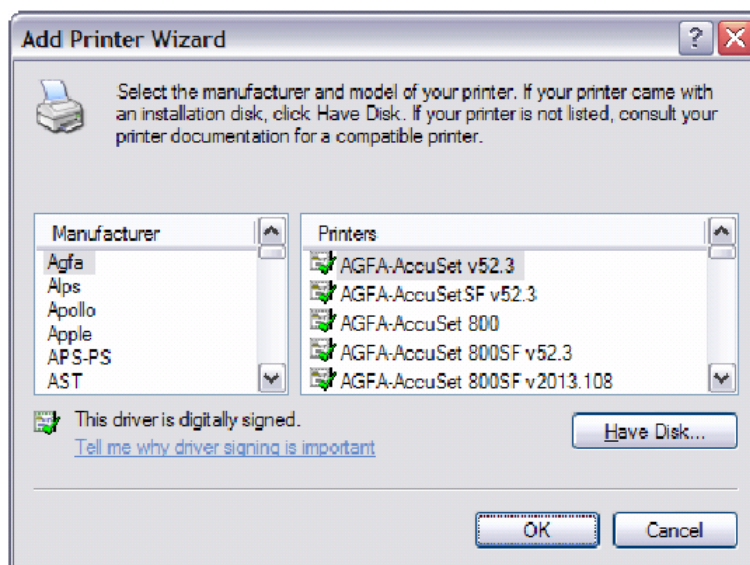 Add Printer Wizard
Select the manufacturer and model of your printer. If your printer came with
an installation disk, click Have Disk. If your printer is not listed, consult your
printer documentation for a compatible printer.
Manufacturer
Agfa
Alps
Apollo
Apple
APS-PS
AST
Printers
AGFA-AccuSet v52.3
AGFA-AccuSetSF v52.3
AGFA-AccuSet 800
AGFA-AccuSet 800SF v52.3
AGFA-AccuSet 800SF v2013.108
This driver is digitally signed.
Tell me why driver signing is important
Have Disk...
OK
Cancel